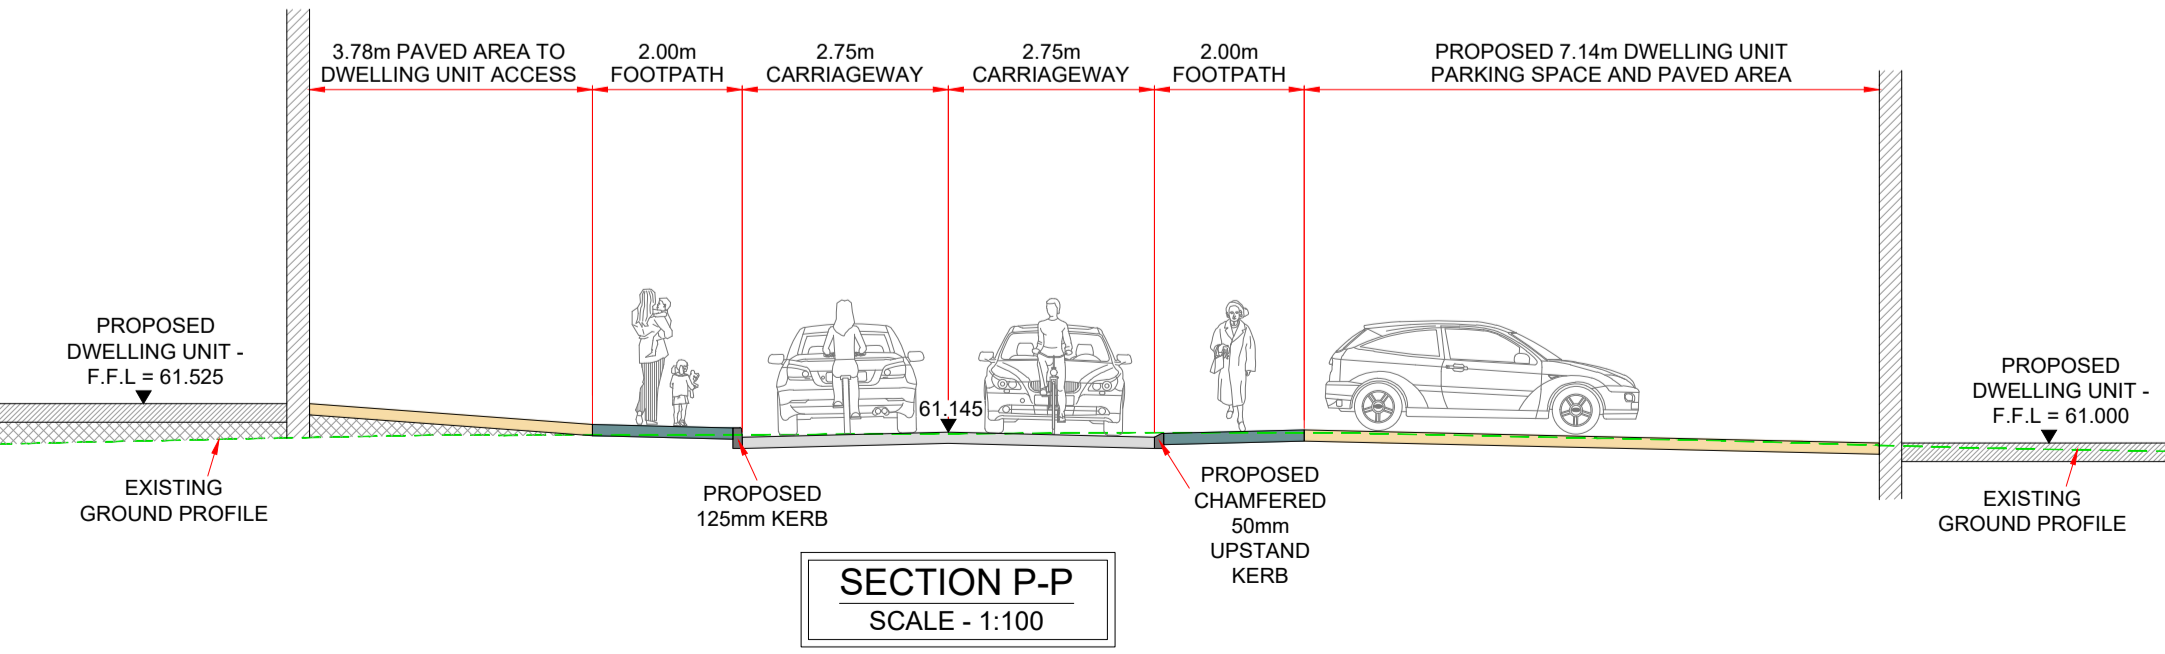 3.78m PAVED AREA TO
DWELLING UNIT ACCESS
2.00m
FOOTPATH
2.75m
CARRIAGEWAY
2.75m
CARRIAGEWAY
2.00m
FOOTPATH
PROPOSED 7.14m DWELLING UNIT
PARKING SPACE AND PAVED AREA
PROPOSED
DWELLING UNIT -
F.F.L = 61.525
61.145
PROPOSED
DWELLING UNIT -
F.F.L = 61.000
EXISTING
GROUND PROFILE
PROPOSED
125mm KERB
PROPOSED
CHAMFERED
50mm
UPSTAND
KERB
EXISTING
GROUND PROFILE
SECTION P-P
SCALE - 1:100